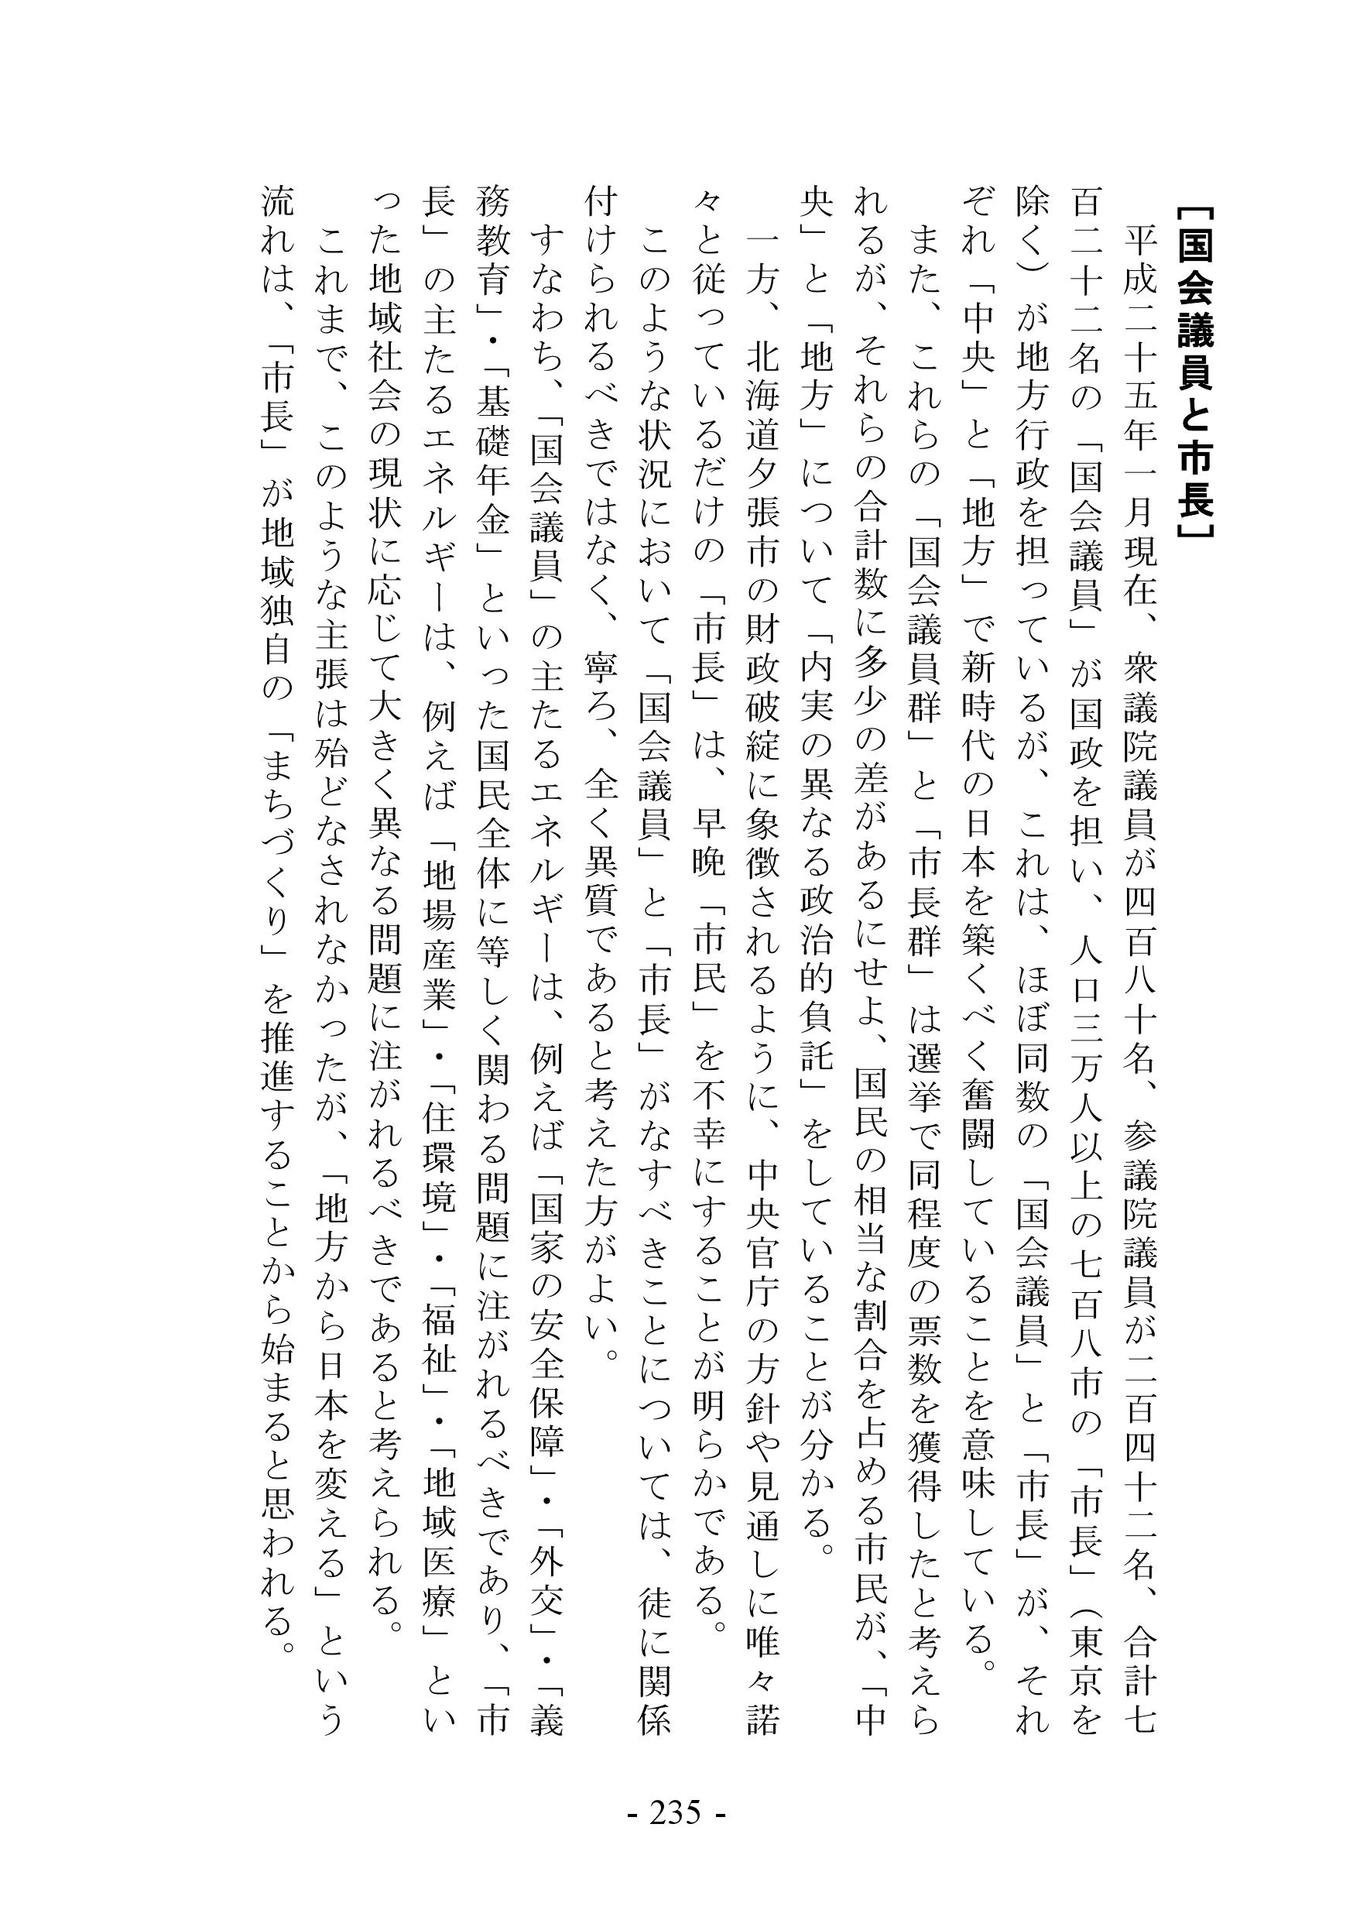 ［国会議員と市長］
　平成二十五年一月現在、衆議院議員が四百八十名、参議院議員が二百四十二名、合計七
百二十二名の「国会議員」が国政を担い、人口三万人以上の七百八市の「市長」（東京を
除く）が地方行政を担っているが、これは、ほぼ同数の「国会議員」と「市長」が、それ
ぞれ「中央」と「地方」で新時代の日本を築くべく奮闘していることを意味している。
　また、これらの「国会議員群」と「市長群」は選挙で同程度の票数を獲得したと考えら
れるが、それらの合計数に多少の差があるにせよ、国民の相当な割合を占める市民が、「中
央」と「地方」について「内実の異なる政治的負託」をしていることが分かる。
　一方、北海道夕張市の財政破綻に象徴されるように、中央官庁の方針や見通しに唯々諾
々と従っているだけの「市長」は、早晩「市民」を不幸にすることが明らかである。
　このような状況において「国会議員」と「市長」がなすべきことについては、徒に関係
付けられるべきではなく、寧ろ、全く異質であると考えた方がよい。
　すなわち、「国会議員」の主たるエネルギーは、例えば「国家の安全保障」・「外交」・「義
務教育」・「基礎年金」といった国民全体に等しく関わる問題に注がれるべきであり、「市
長」の主たるエネルギーは、例えば「地場産業」・「住環境」・「福祉」・「地域医療」とい
った地域社会の現状に応じて大きく異なる問題に注がれるべきであると考えられる。
　これまで、このような主張は殆どなされなかったが、「地方から日本を変える」という
流れは、「市長」が地域独自の「まちづくり」を推進することから始まると思われる。
- 235 -